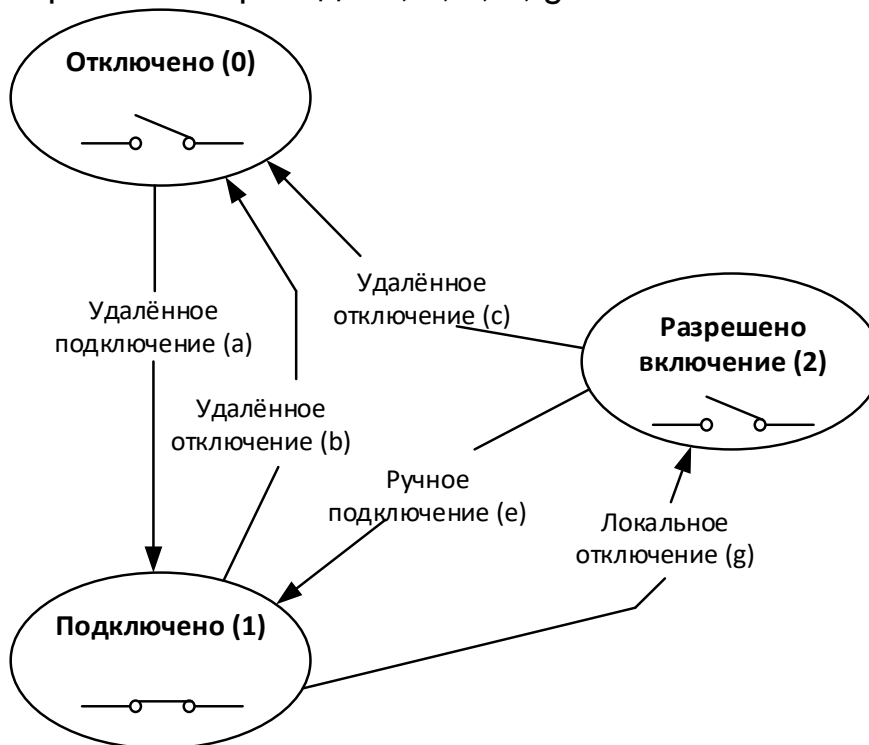 Отключено (0)
Удалённое
подключение (a)
Удалённое
отключение (b)
Удалённое
отключение (c)
Разрешено
включение (2)
Ручное
подключение (e)
Локальное
отключение (g)
Подключено (1)